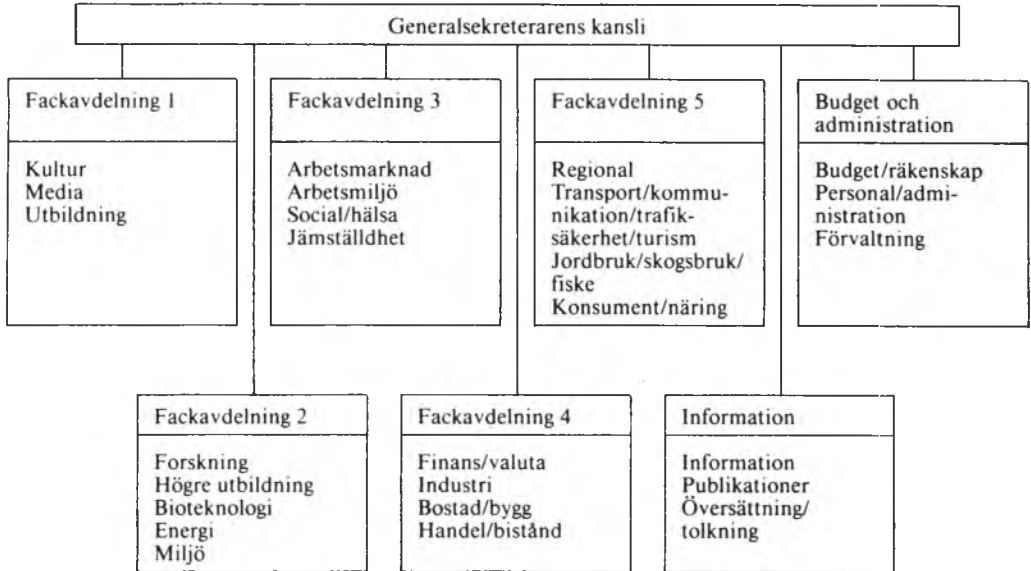 Generalsekreterarens kansli
Fackavdelning 1
Kultur
Media
Utbildning
Fackavdelning 3
Arbetsmarknad
Arbetsmiljö
Social/hälsa
Jämställdhet
Fackavdelning 5
Regional
Transport/kommu-
nikation/trafik-
säkerhet/turism
Jordbruk/skogsbruk/
fiske
Konsument/näring
Budget och
administration
Budget/räkenskap
Personal/admi-
nistration
Förvaltning
Fackavdelning 2
Forskning
Högre utbildning
Bioteknologi
Energi
Miljö
Fackavdelning 4
Finans/valuta
Industri
Bostad/bygg
Handel/bistånd
Information
Information
Publikationer
Översättning/
tolkning